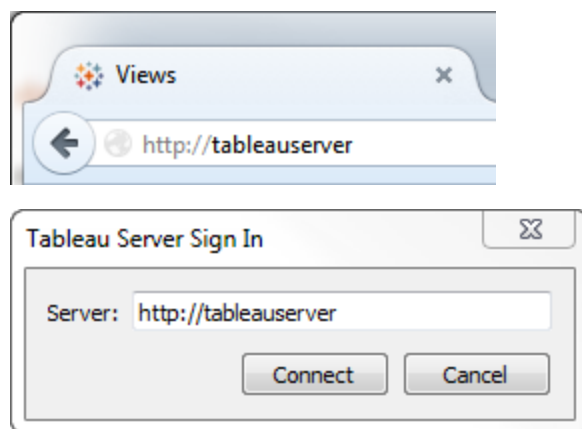 Views
http://tableauserver
Tableau Server Sign In
Server: http://tableauserver
Connect Cancel